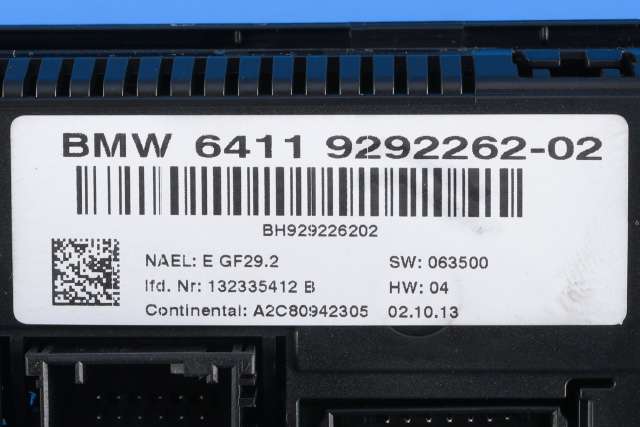 BMW 6411 9292262-02
BH929226202
NAEL: E GF29.2 SW: 063500
lfd. Nr: 132335412 B HW: 04
Continental: A2C80942305 02.10.13